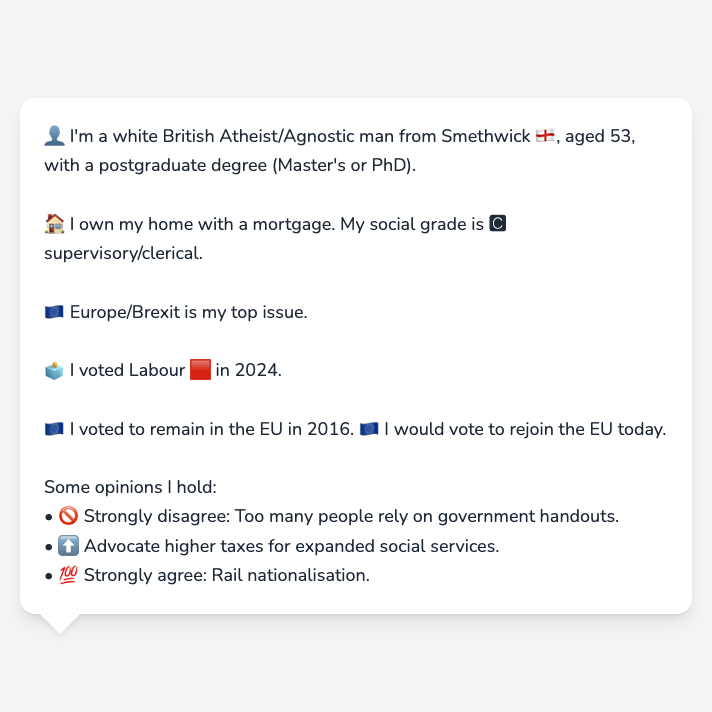 👤 I'm a white British Atheist/Agnostic man from Smethwick 🏴󠁧󠁢󠁥󠁮󠁧󠁿, aged 53,
with a postgraduate degree (Master's or PhD).
🏠 I own my home with a mortgage. My social grade is 🅲
supervisory/clerical.
🇪🇺 Europe/Brexit is my top issue.
🗳️ I voted Labour 🟥 in 2024.
🇪🇺 I voted to remain in the EU in 2016. 🇪🇺 I would vote to rejoin the EU today.
Some opinions I hold:
• 🚫 Strongly disagree: Too many people rely on government handouts.
• ⬆️ Advocate higher taxes for expanded social services.
• 💯 Strongly agree: Rail nationalisation.